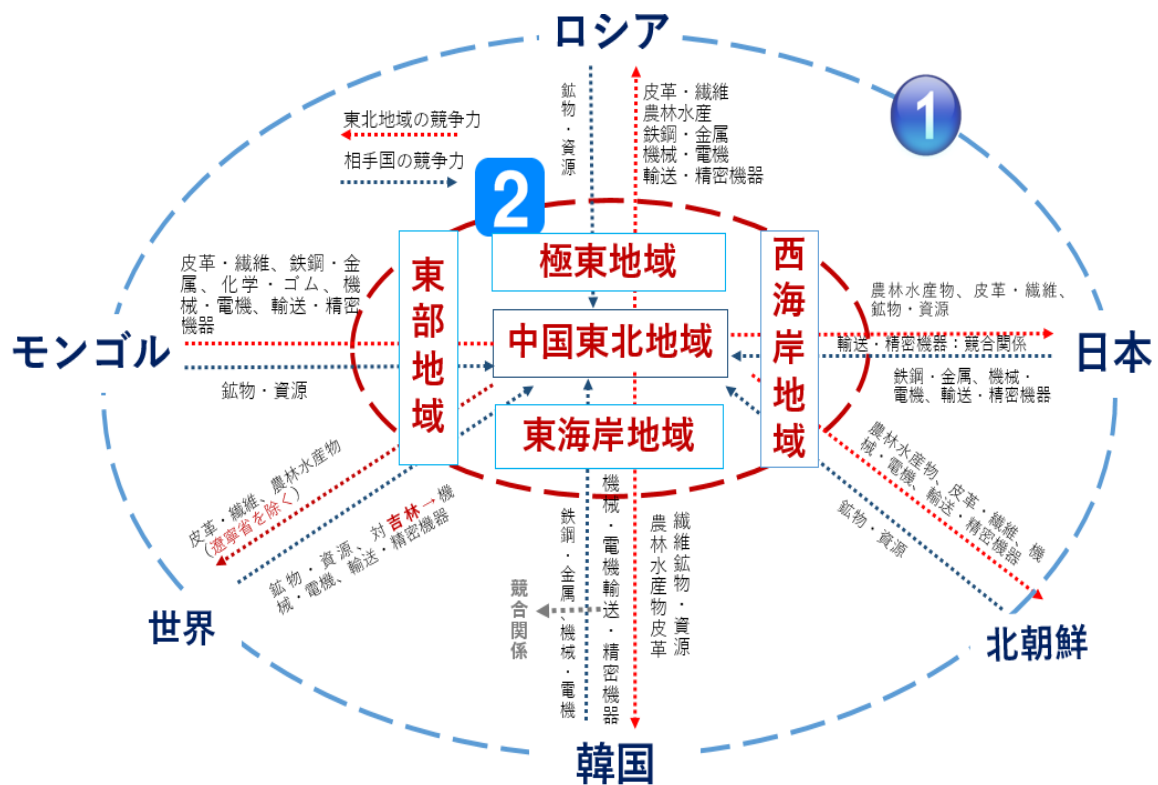 ロシア
1
東北地域の競争力
相手国の競争力
鉱物・資源
皮革・繊維
農林水産
鉄鋼・金属
機械・電機
輸送・精密機器
2
東部地域
極東地域
西海岸地域
中国東北地域
東海岸地域
皮革・繊維、鉄鋼・金
属、化学・ゴム、機
械・電機、輸送・精密
機器
モンゴル
鉱物・資源
農林水産物、皮革・繊維、
鉱物・資源
輸送・精密機器：競合関係
日本
鉄鋼・金属、機械・
電機、輸送・精密機器
皮革・繊維、農林水産物
(遼寧省を除く)
鉱物・資源、対吉林→機
械・電機、輸送・精密機器
世界
農林水産物、皮革・繊維、機
械・電機、輸送・精密機器
鉱物・資源
北朝鮮
競合関係
鉄鋼・金属、機械・電機
機械・電機輸送・精密機器
繊維鉱物・資源
農林水産物皮革
韓国